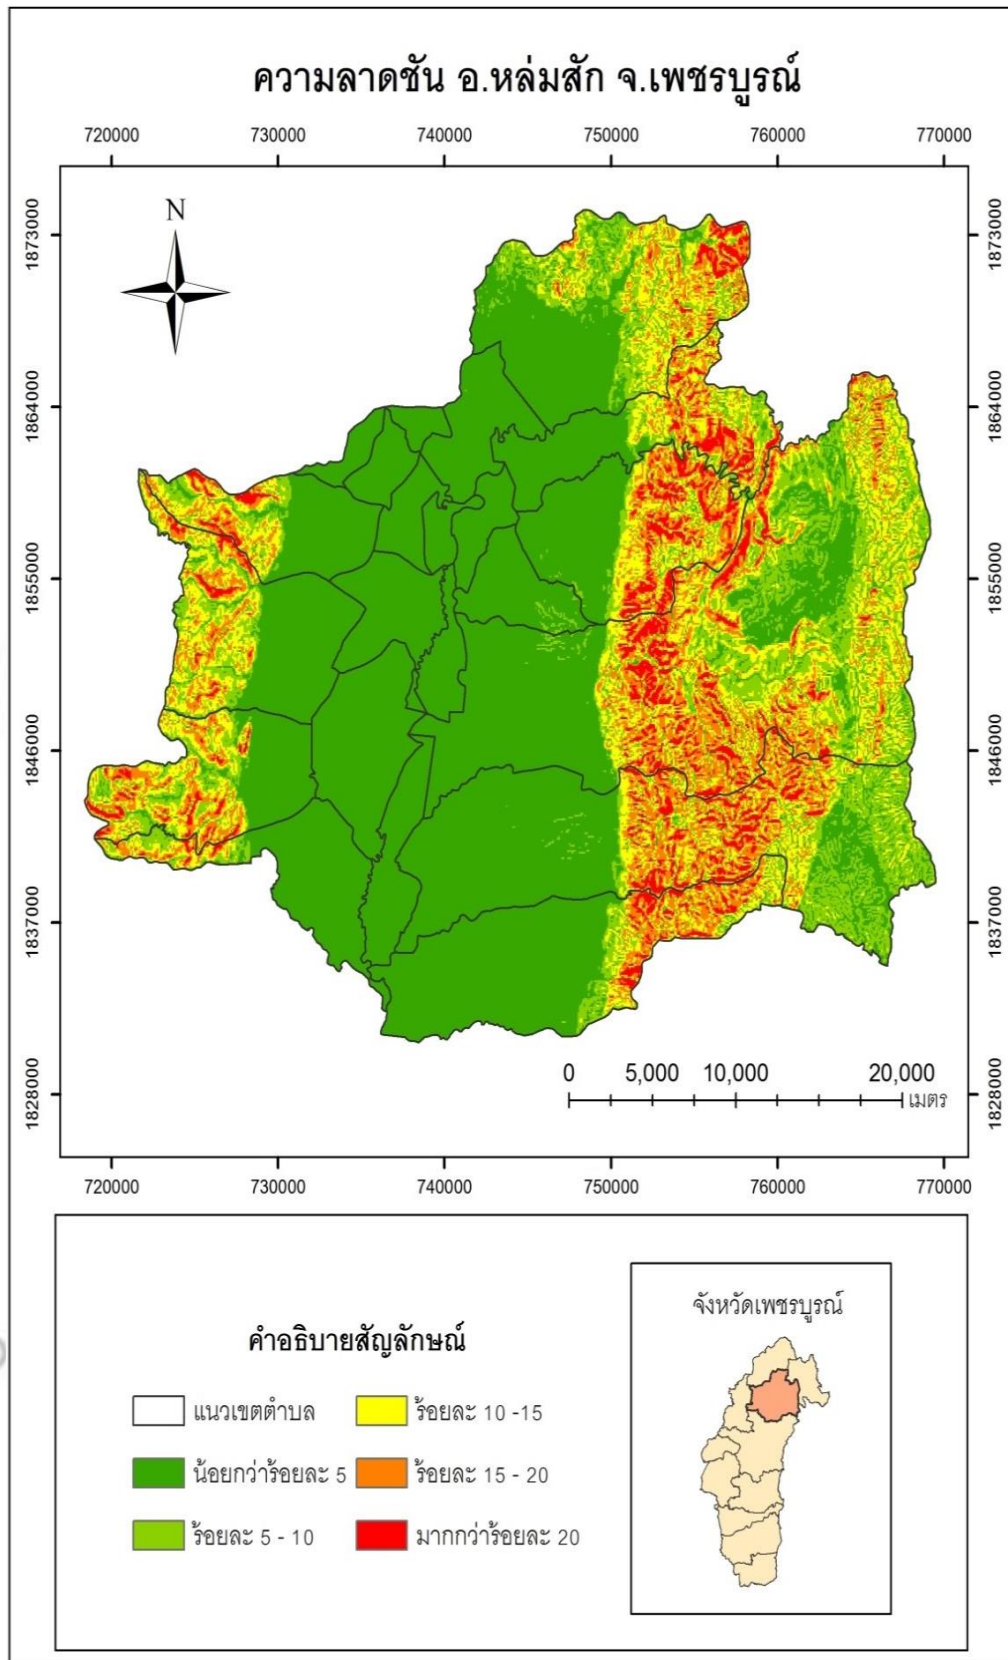 ความลาดชัน อ.หล่มสัก จ.เพชรบูรณ์
720000 730000 740000 750000 760000 770000
N
1873000 1873000
1864000 1864000
1855000 1855000
1846000 1846000
1837000 1837000
1828000 1828000
0 5,000 10,000 20,000
เมตร
720000 730000 740000 750000 760000 770000
คำอธิบายสัญลักษณ์
แนวเขตตำบล
น้อยกว่าร้อยละ 5
ร้อยละ 5 - 10
ร้อยละ 10 -15
ร้อยละ 15 - 20
มากกว่าร้อยละ 20
จังหวัดเพชรบูรณ์